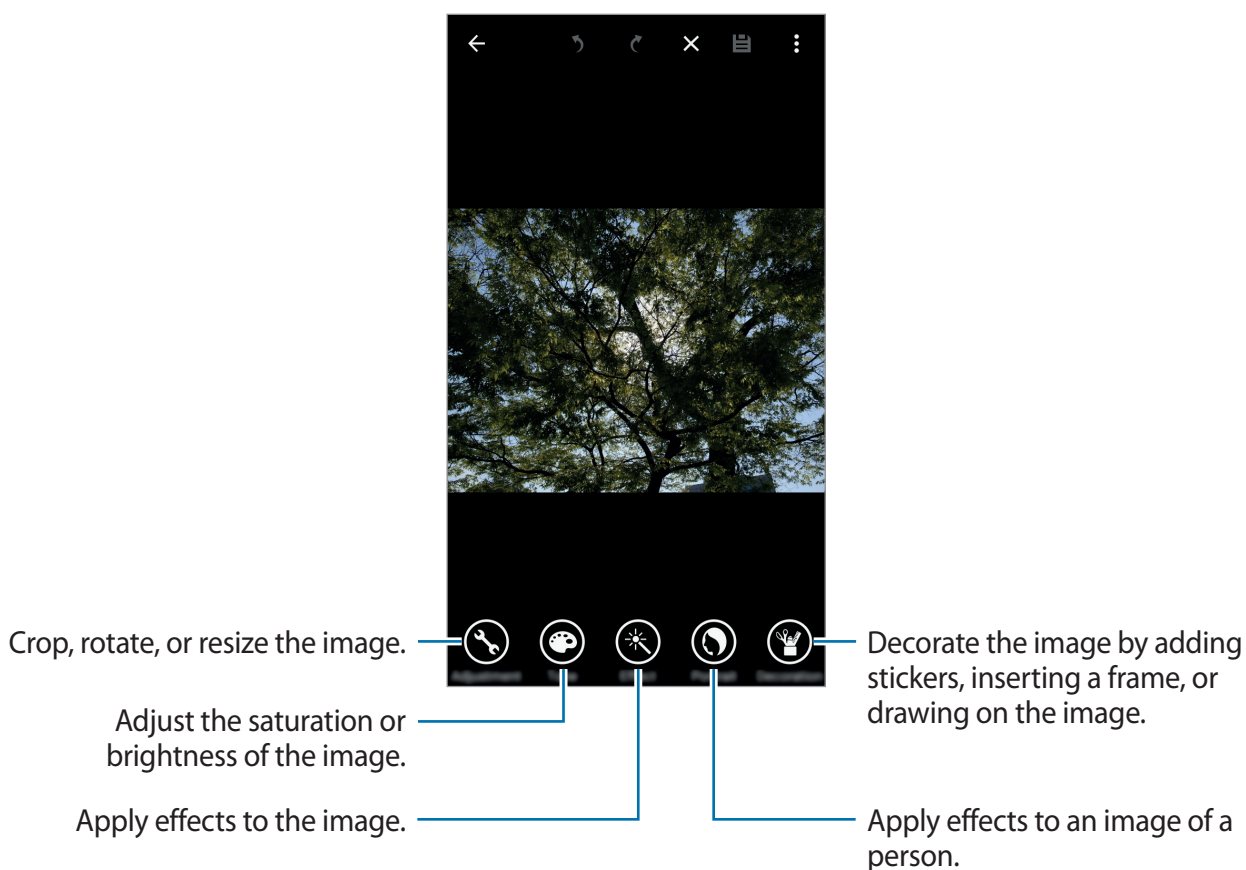 Crop, rotate, or resize the image.
Adjust the saturation or
brightness of the image.
Apply effects to the image.
Decorate the image by adding
stickers, inserting a frame, or
drawing on the image.
Apply effects to an image of a
person.